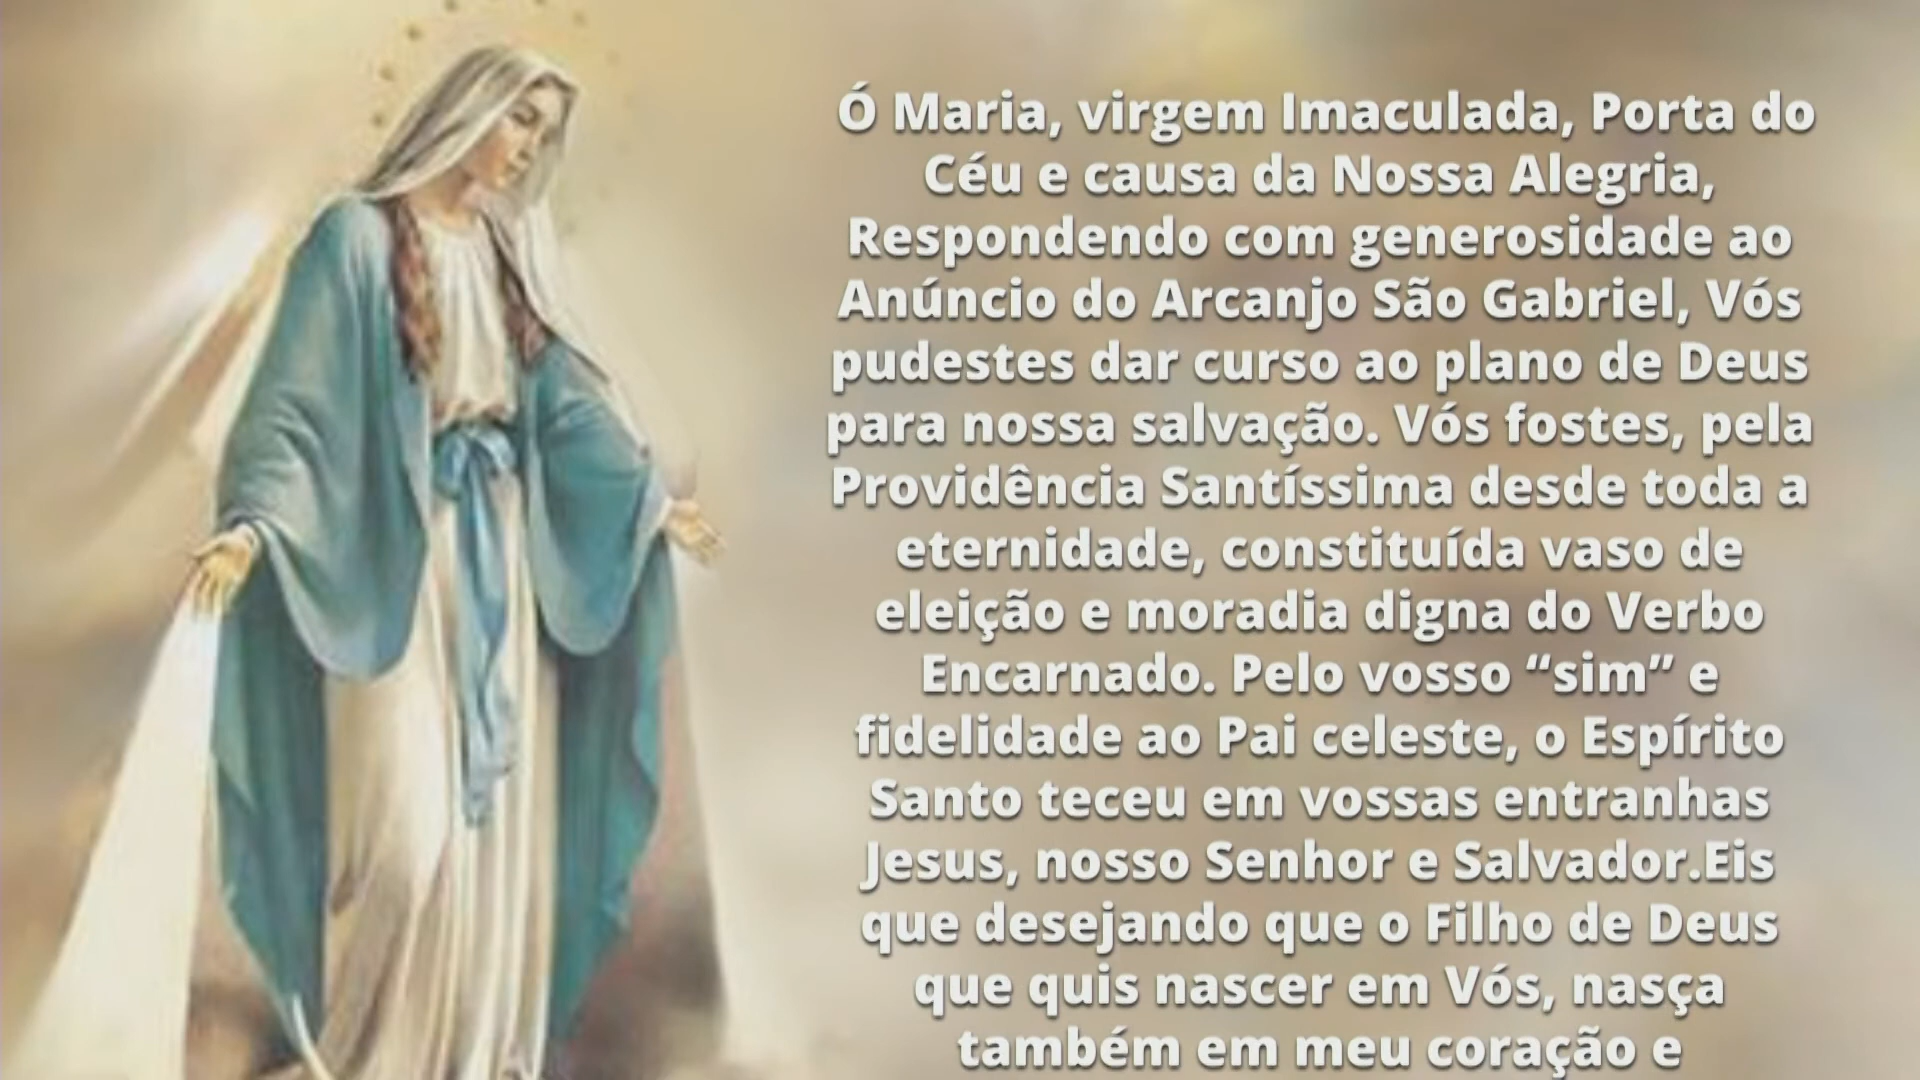 Ó Maria, virgem Imaculada, Porta do
Céu e causa da Nossa Alegria,
Respondendo com generosidade ao
Anúncio do Arcanjo São Gabriel, Vós
pudestes dar curso ao plano de Deus
para nossa salvação. Vós fostes, pela
Providência Santíssima desde toda a
eternidade, constituída vaso de
eleição e moradia digna do Verbo
Encarnado. Pelo vosso “sim” e
fidelidade ao Pai celeste, o Espírito
Santo teceu em vossas entranhas
Jesus, nosso Senhor e Salvador.Eis
que desejando que o Filho de Deus
que quis nascer em Vós, nasça
também em meu coração e